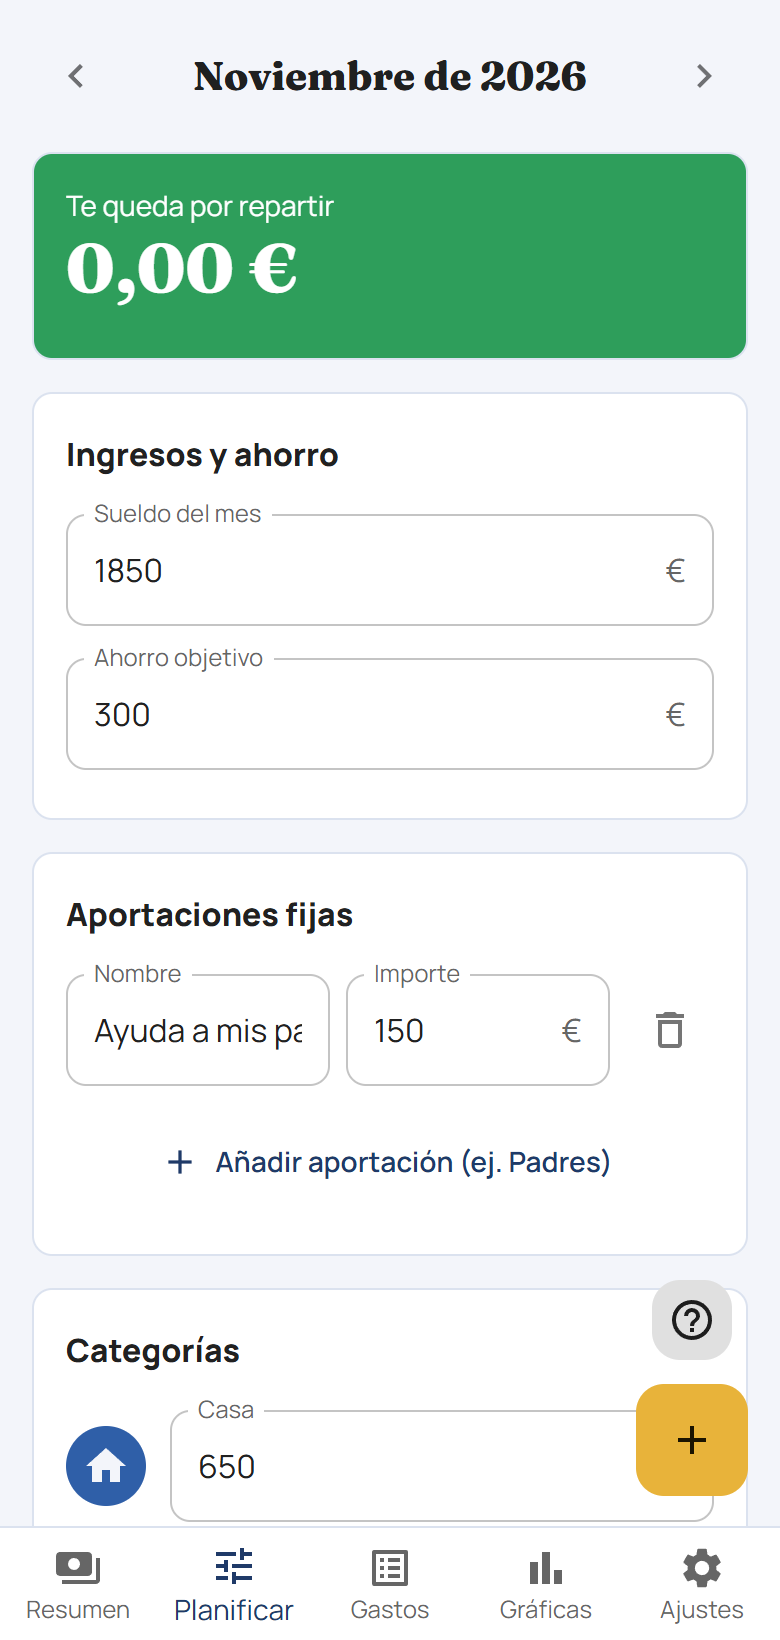 Noviembre de 2026
Te queda por repartir
0,00 €
Ingresos y ahorro
Sueldo del mes
1850 €
Ahorro objetivo
300 €
Aportaciones fijas
Nombre
Importe
Ayuda a mis pa
150 €
+ Añadir aportación (ej. Padres)
Categorías
Casa
650
Resumen
Planificar
Gastos
Gráficas
Ajustes